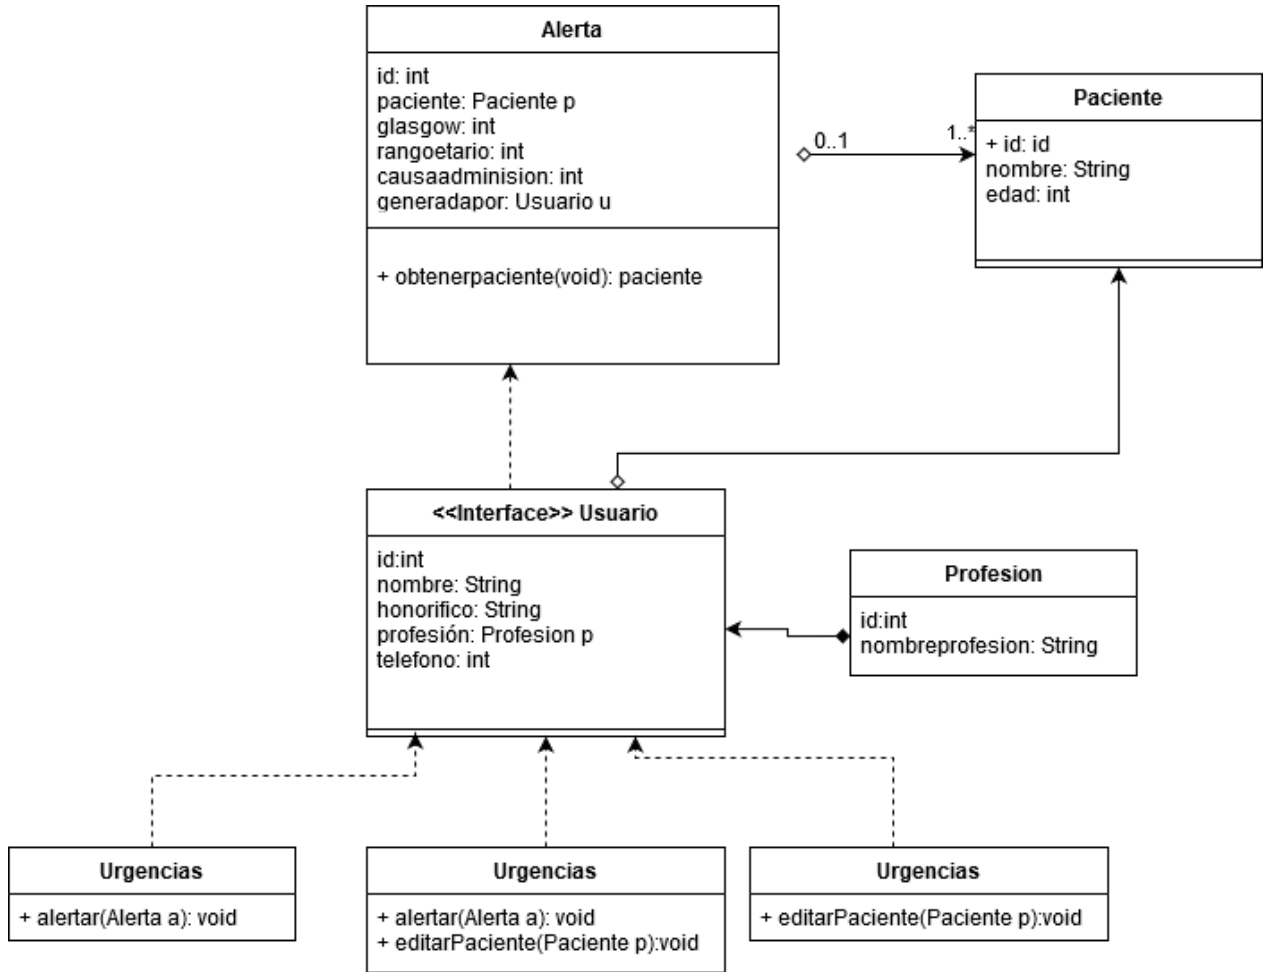 Alerta
id: int
paciente: Paciente p
glasgow: int
rangoetario: int
causaadminision: int
generadapor: Usuario u
+ obtenerpaciente(void): paciente
0..1
1..*
Paciente
+ id: id
nombre: String
edad: int
<<Interface>> Usuario
id:int
nombre: String
honorifico: String
profesión: Profesion p
telefono: int
Profesion
id:int
nombreprofesion: String
Urgencias
+ alertar(Alerta a): void
Urgencias
+ alertar(Alerta a): void
+ editarPaciente(Paciente p):void
Urgencias
+ editarPaciente(Paciente p):void